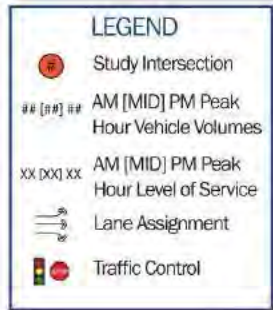 LEGEND
# Study Intersection
## [##] ## AM [MID] PM Peak
Hour Vehicle Volumes
XX [XX] XX AM [MID] PM Peak
Hour Level of Service
Lane Assignment
Traffic Control